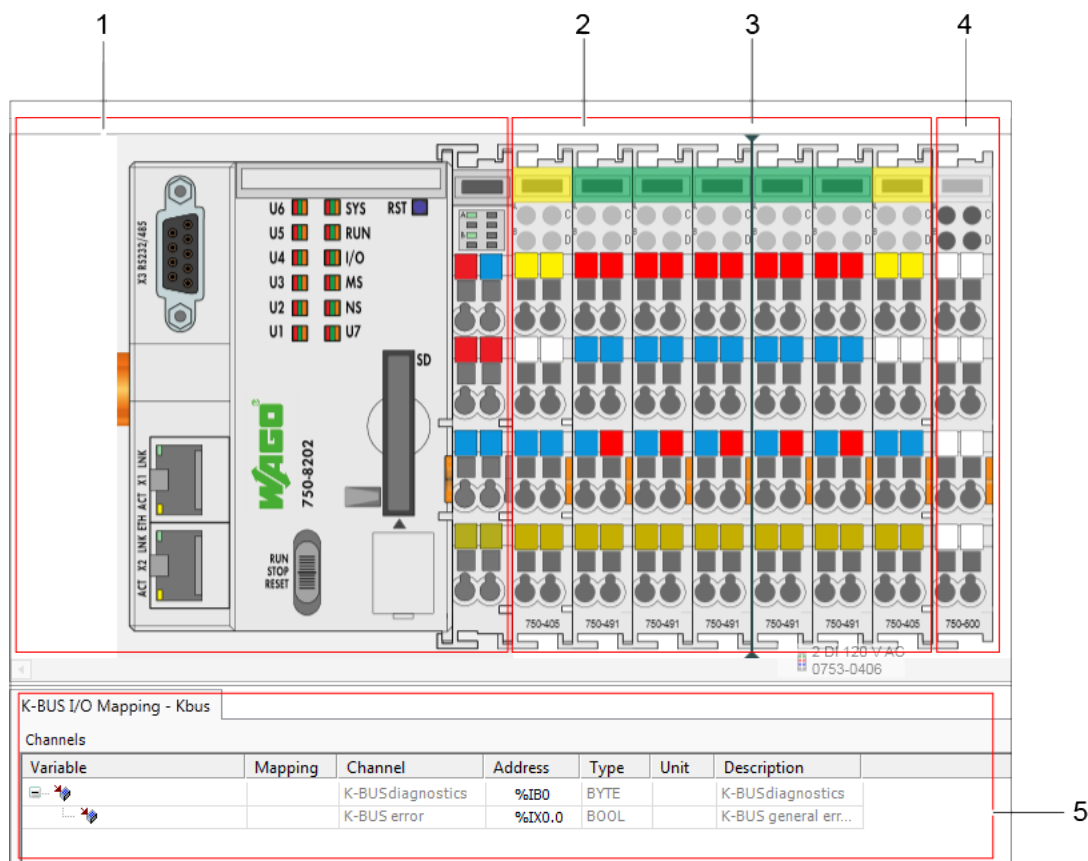 1 2 3 4
X3 RS232/485
U6 SYS RST
U5 RUN
U4 I/O
U3 MS
U2 NS
U1 U7
SD
WAGO®
750-8202
ACT X2 LNK ETH ACT X1 LNK
RUN
STOP
RESET
A
B
A C
B D
A C
B D
A C
B D
A C
B D
A C
B D
A C
B D
A C
B D
A C
B D
750-405 750-491 750-491 750-491 750-491 750-491 750-405 750-600
2 DI 120 V AC
0753-0406
K-BUS I/O Mapping - Kbus
Channels
Variable Mapping Channel Address Type Unit Description
K-BUSdiagnostics %IB0 BYTE K-BUSdiagnostics
K-BUS error %IX0.0 BOOL K-BUS general err...
5